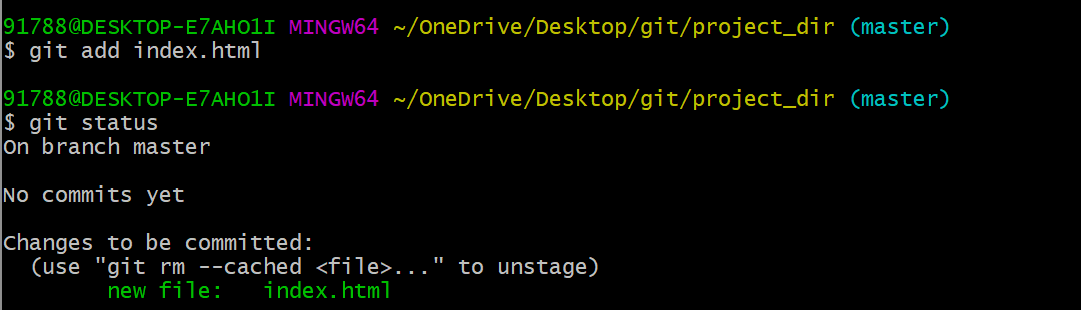 91788@DESKTOP-E7AHO1I MINGW64 ~/OneDrive/Desktop/git/project_dir (master)
$ git add index.html
91788@DESKTOP-E7AHO1I MINGW64 ~/OneDrive/Desktop/git/project_dir (master)
$ git status
On branch master
No commits yet
Changes to be committed:
  (use "git rm --cached <file>..." to unstage)
        new file:   index.html